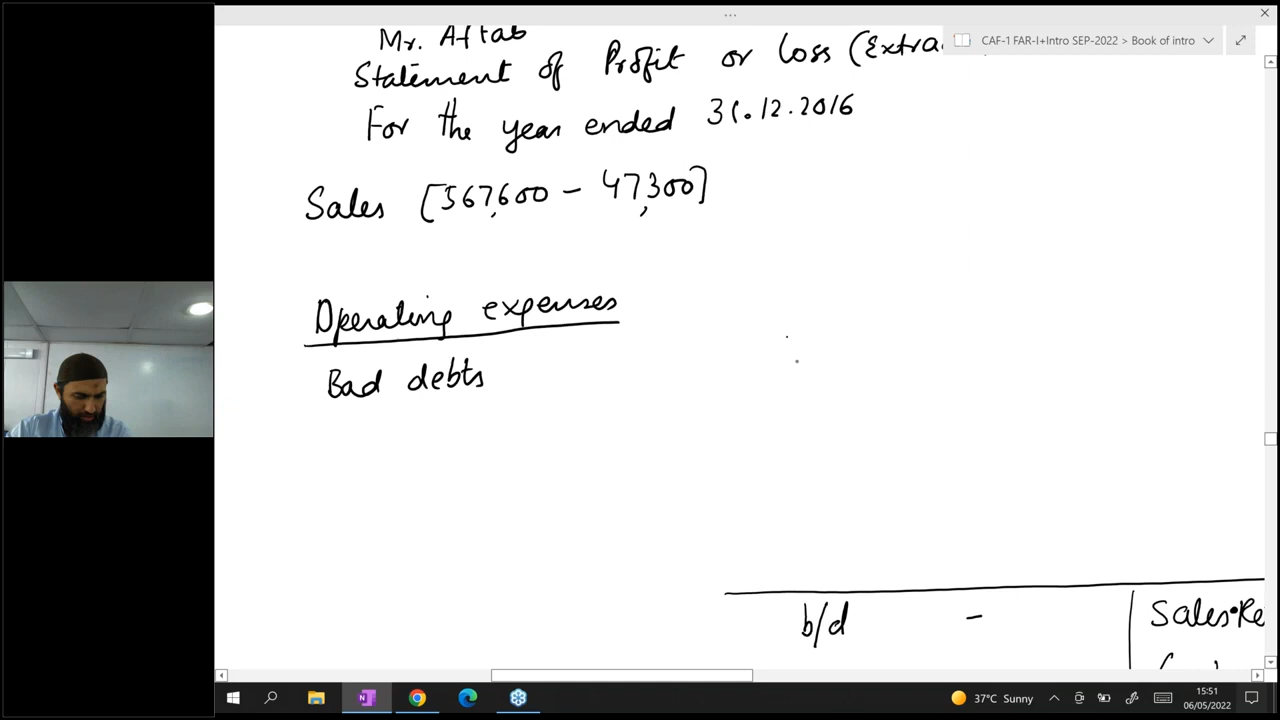 CAF-1 FAR-I+Intro SEP-2022 > Book of intro
Mr. Aftab
Statement of Profit or loss (Extra
For the year ended 31.12.2016
Sales [567,600 – 47,300]
Operating expenses
Bad debts
b/d –
Sales Re
37°C Sunny
15:51
06/05/2022